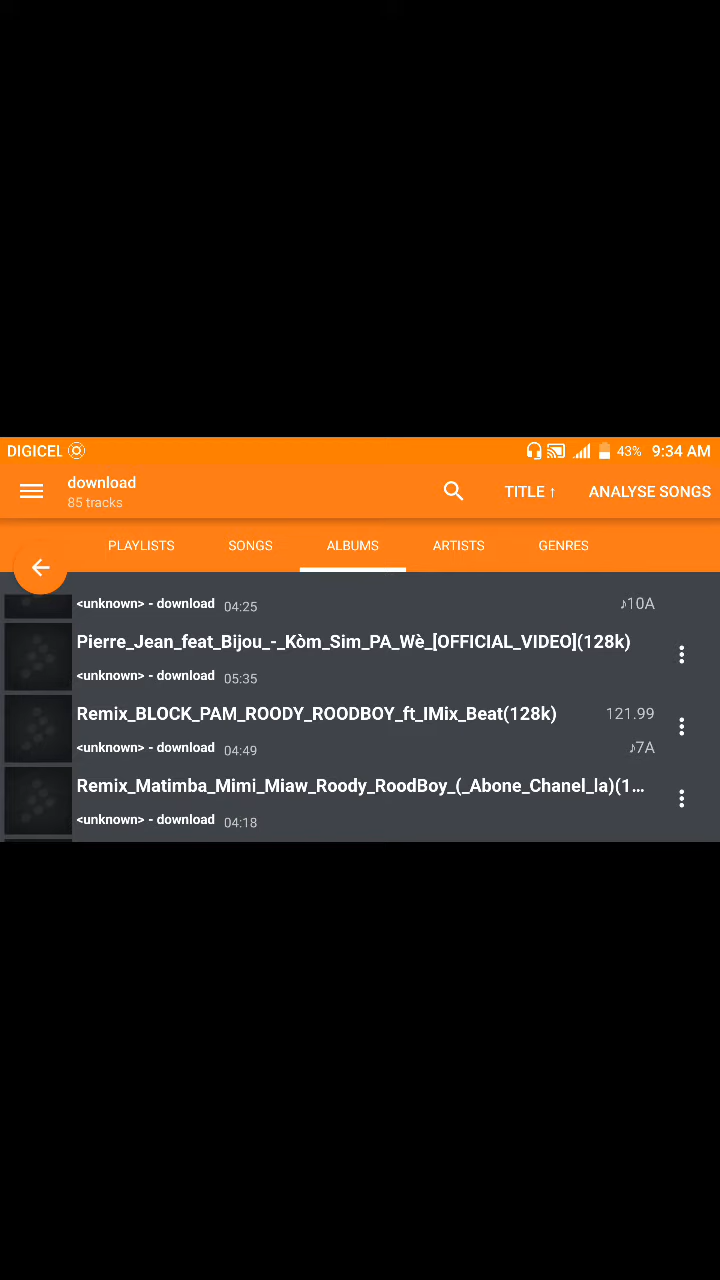 DIGICEL 43% 9:34 AM
download
85 tracks
TITLE ↑ ANALYSE SONGS
PLAYLISTS SONGS ALBUMS ARTISTS GENRES
<unknown> - download 04:25 ♪10A
Pierre_Jean_feat_Bijou_-_Kòm_Sim_PA_Wè_[OFFICIAL_VIDEO](128k)
<unknown> - download 05:35
Remix_BLOCK_PAM_ROODY_ROODBOY_ft_IMix_Beat(128k) 121.99
<unknown> - download 04:49 ♪7A
Remix_Matimba_Mimi_Miaw_Roody_RoodBoy_(_Abone_Chanel_la)(1...
<unknown> - download 04:18